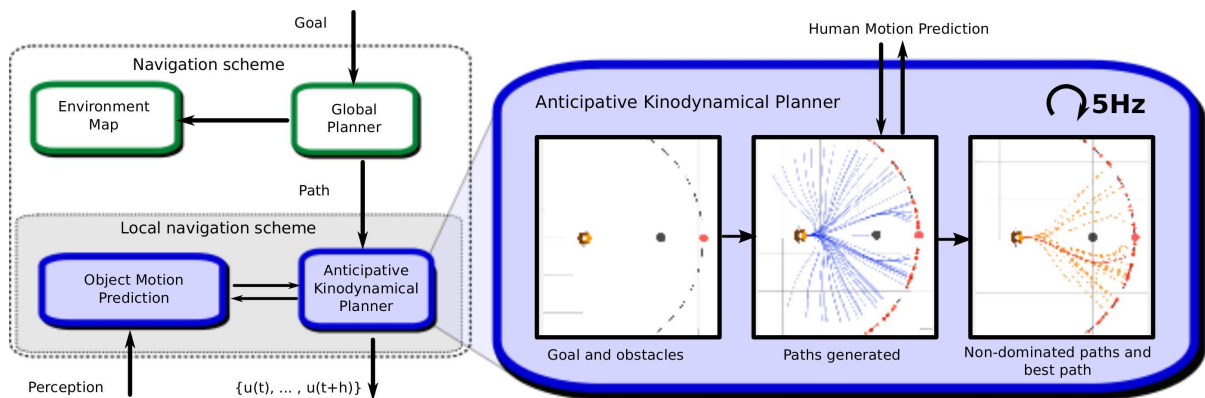 Goal
Navigation scheme
Environment
Map
Global
Planner
Path
Local navigation scheme
Object Motion
Prediction
Anticipative
Kinodynamical
Planner
Perception
{u(t), ... , u(t+h)}
Human Motion Prediction
Anticipative Kinodynamical Planner
5Hz
Goal and obstacles
Paths generated
Non-dominated paths and
best path